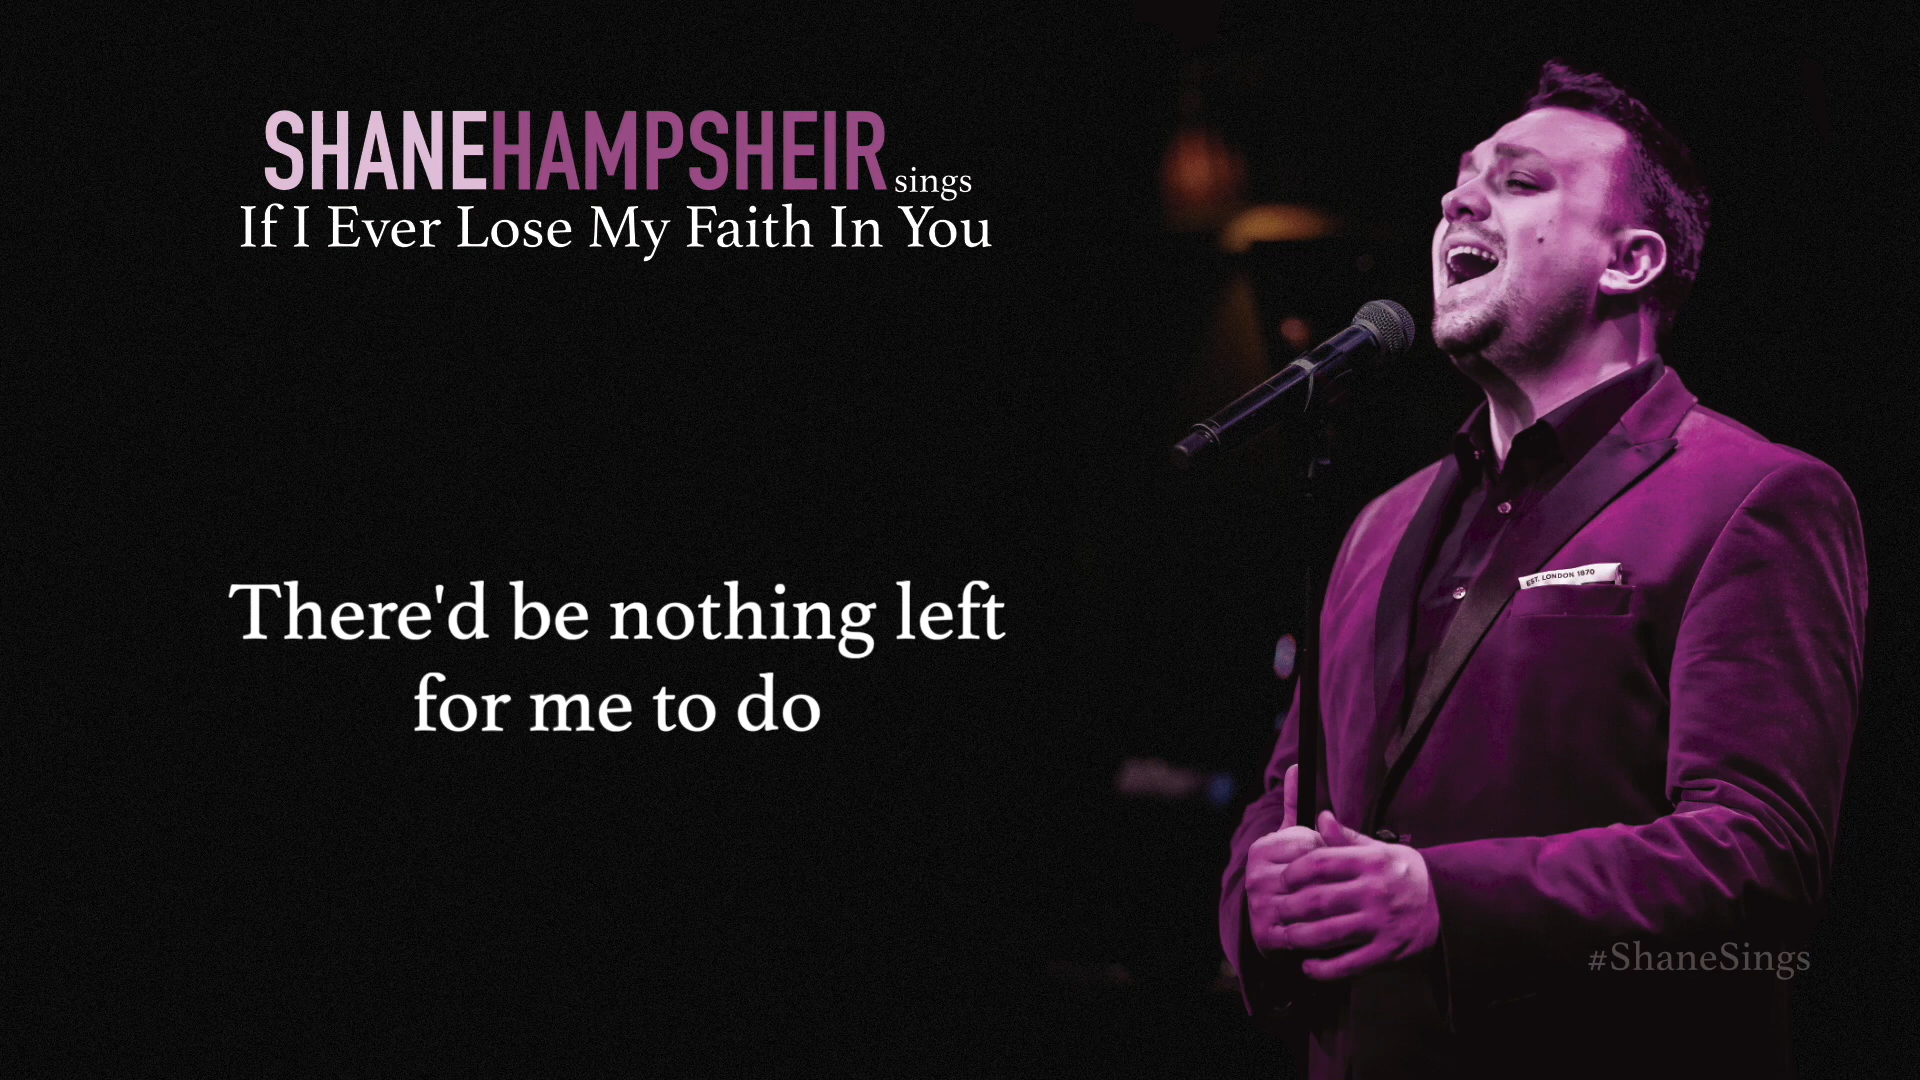 SHANEHAMPSHEIR sings
If I Ever Lose My Faith In You
EST. LONDON 1870
There'd be nothing left
for me to do
#ShaneSings